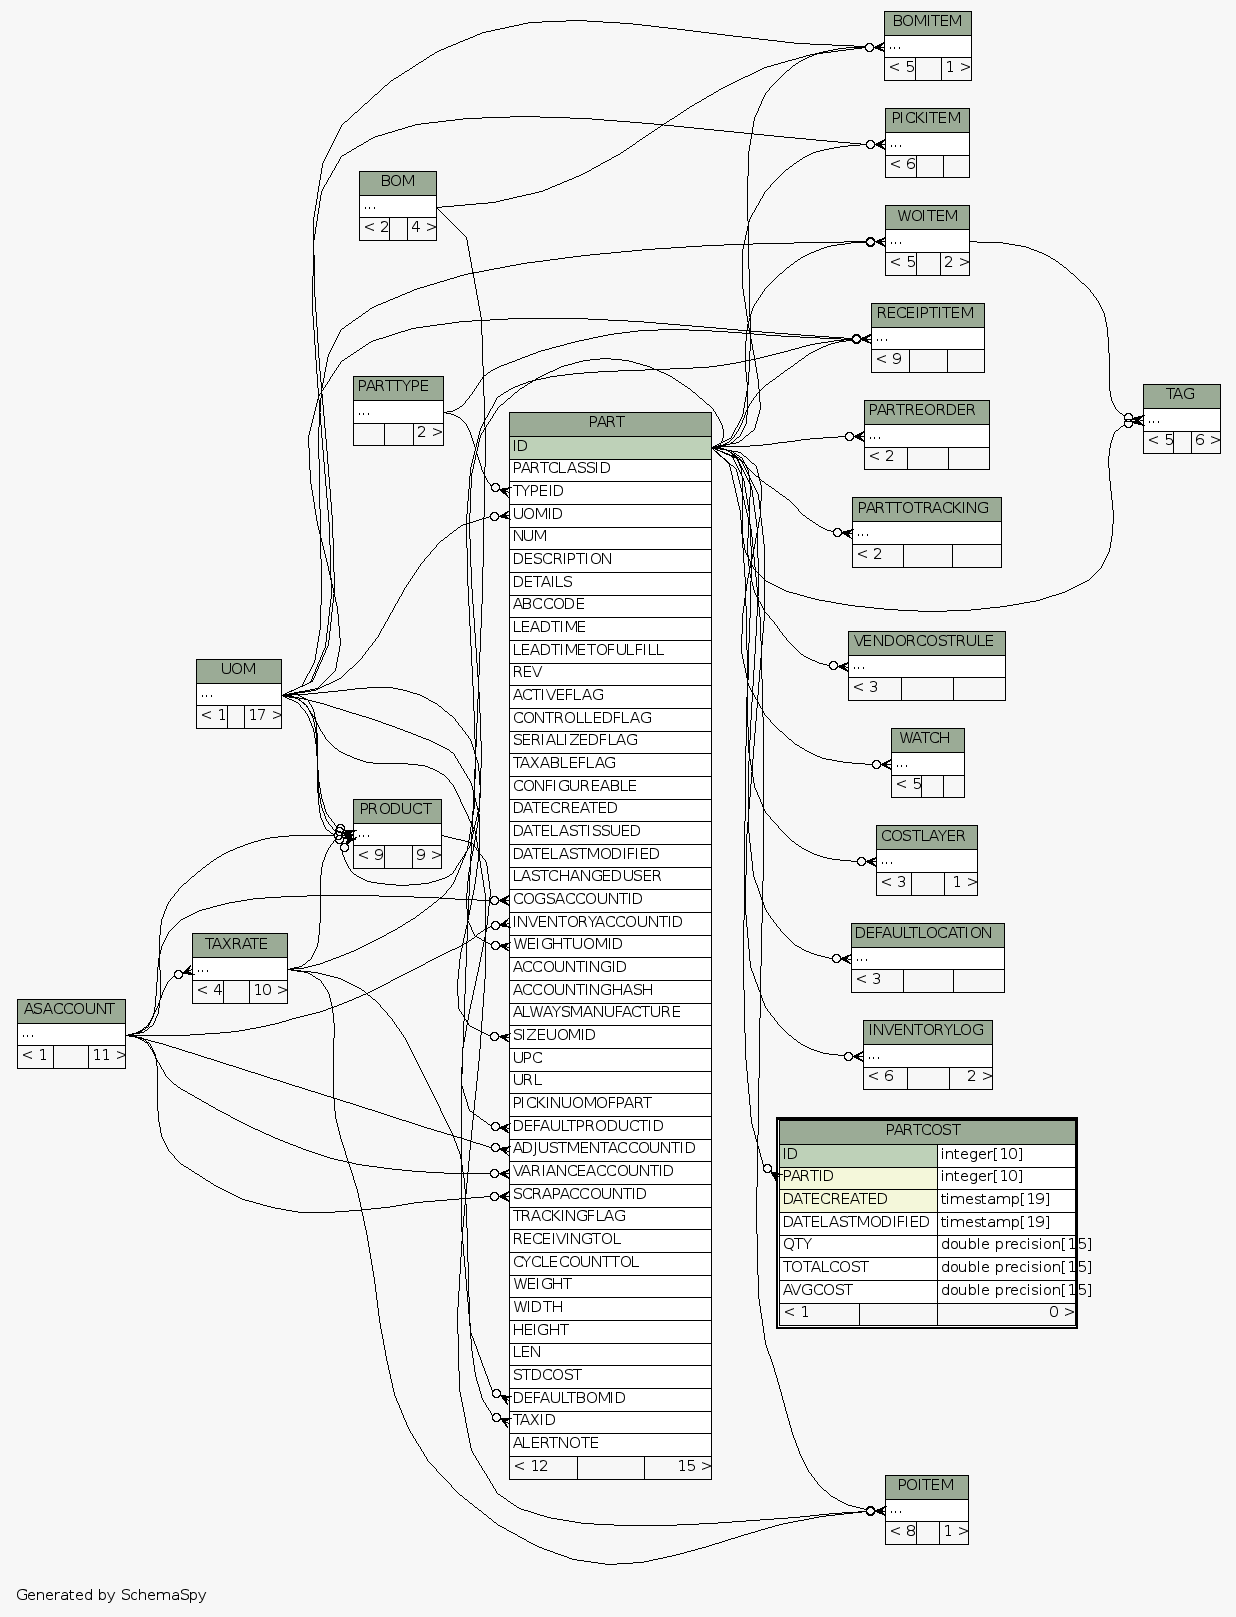 BOMITEM
...
< 5 1 >
PICKITEM
...
< 6
BOM
...
< 2 4 >
WOITEM
...
< 5 2 >
RECEIPTITEM
...
< 9
PARTTYPE
...
2 >
TAG
...
< 5 6 >
PARTREORDER
...
< 2
PARTTOTRACKING
...
< 2
VENDORCOSTRULE
...
< 3
UOM
...
< 1 17 >
WATCH
...
< 5
PRODUCT
...
< 9 9 >
COSTLAYER
...
< 3 1 >
TAXRATE
...
< 4 10 >
DEFAULTLOCATION
...
< 3
ASACCOUNT
...
< 1 11 >
INVENTORYLOG
...
< 6 2 >
PART
ID
PARTCLASSID
TYPEID
UOMID
NUM
DESCRIPTION
DETAILS
ABCCODE
LEADTIME
LEADTIMETOFULFILL
REV
ACTIVEFLAG
CONTROLLEDFLAG
SERIALIZEDFLAG
TAXABLEFLAG
CONFIGUREABLE
DATECREATED
DATELASTISSUED
DATELASTMODIFIED
LASTCHANGEDUSER
COGSACCOUNTID
INVENTORYACCOUNTID
WEIGHTUOMID
ACCOUNTINGID
ACCOUNTINGHASH
ALWAYSMANUFACTURE
SIZEUOMID
UPC
URL
PICKINUOMOFPART
DEFAULTPRODUCTID
ADJUSTMENTACCOUNTID
VARIANCEACCOUNTID
SCRAPACCOUNTID
TRACKINGFLAG
RECEIVINGTOL
CYCLECOUNTTOL
WEIGHT
WIDTH
HEIGHT
LEN
STDCOST
DEFAULTBOMID
TAXID
ALERTNOTE
< 12 15 >
PARTCOST
ID integer[10]
PARTID integer[10]
DATECREATED timestamp[19]
DATELASTMODIFIED timestamp[19]
QTY double precision[15]
TOTALCOST double precision[15]
AVGCOST double precision[15]
< 1 0 >
POITEM
...
< 8 1 >
Generated by SchemaSpy